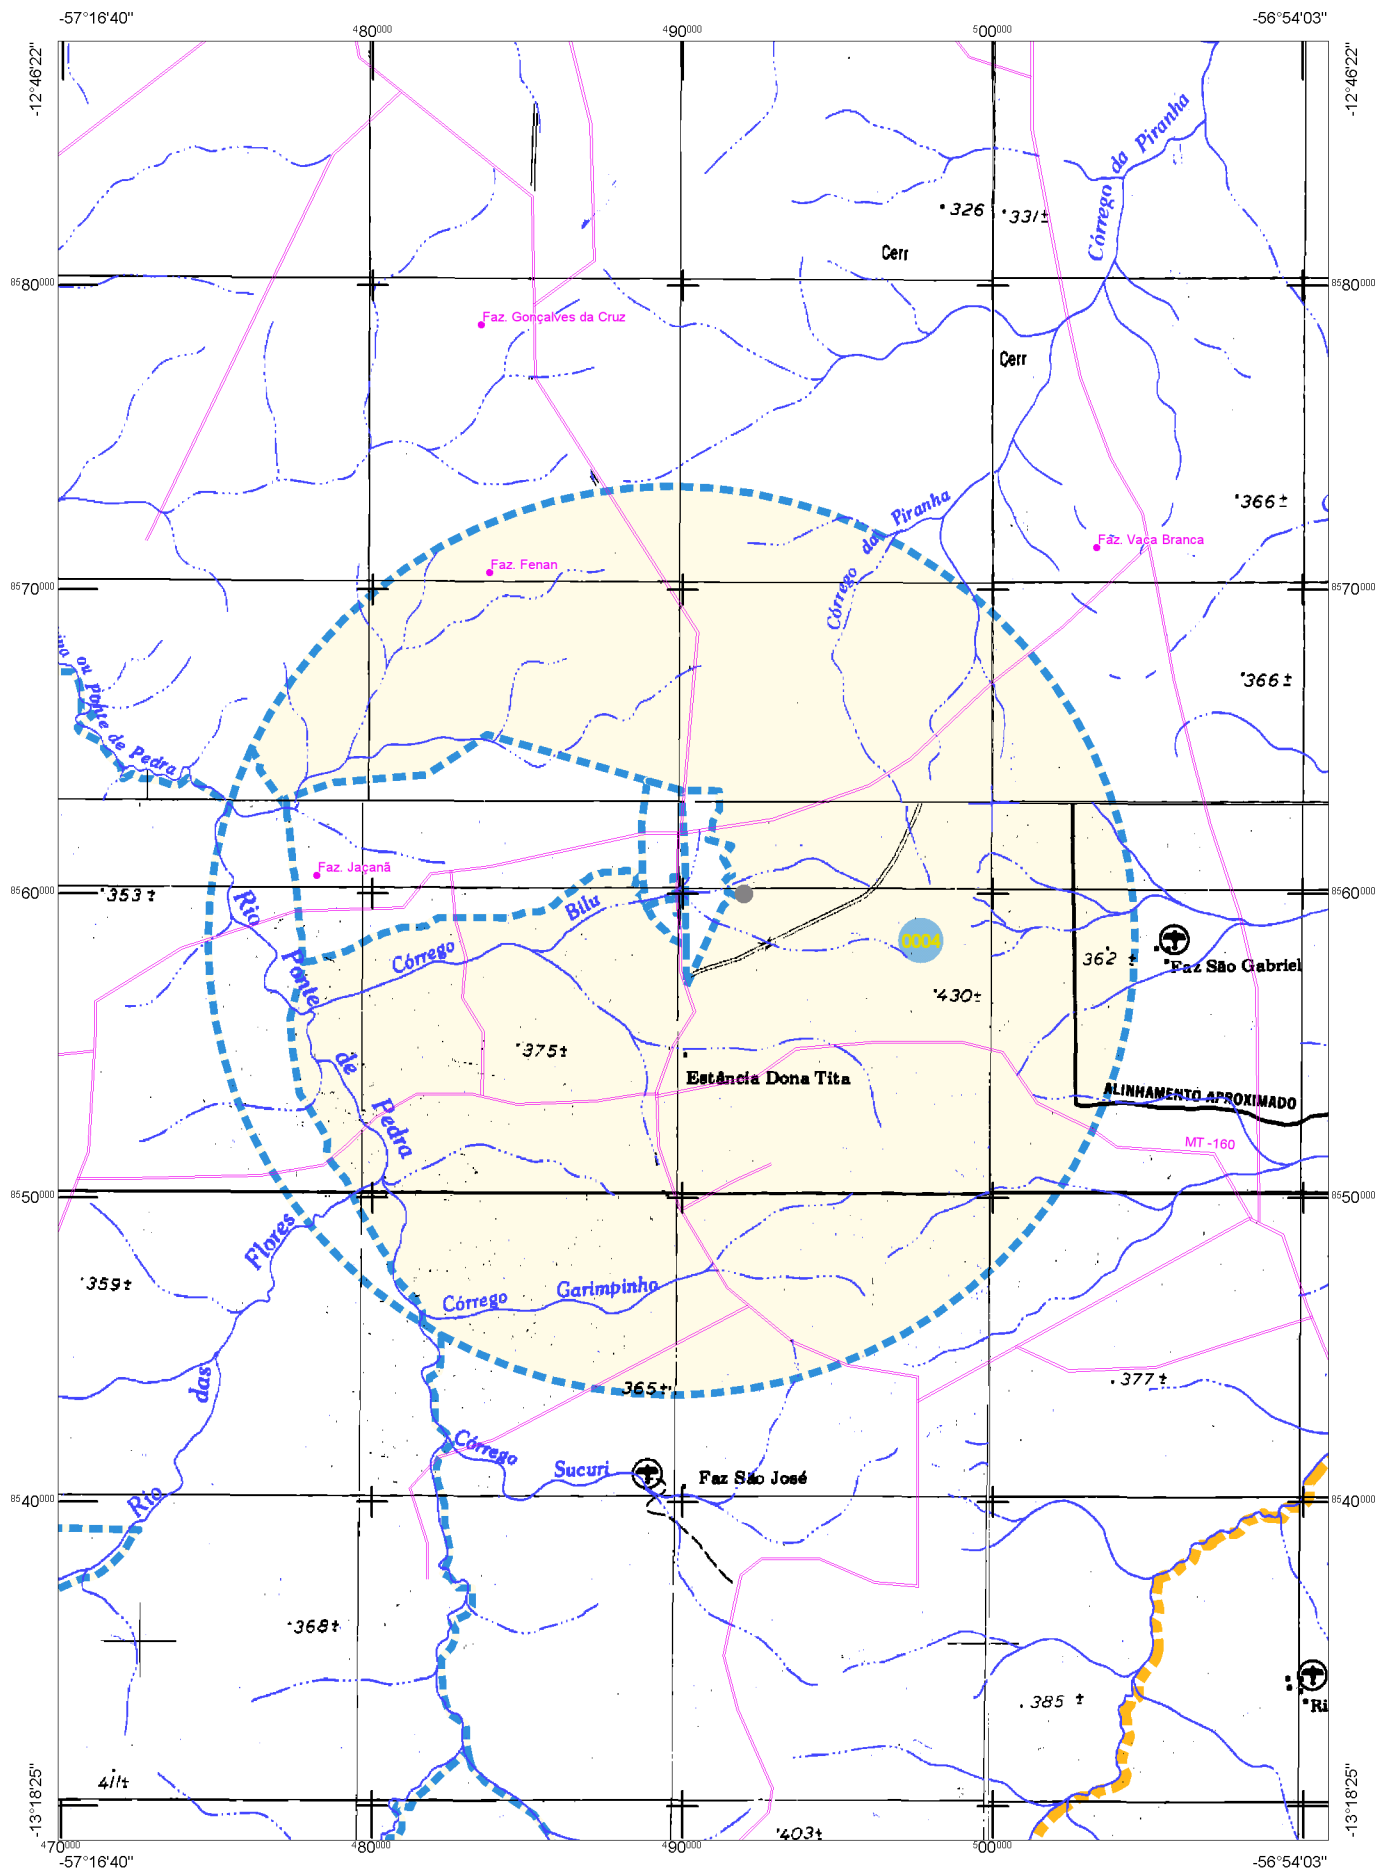 -57°16'40"
-56°54'03"
480000
490000
500000
-12°46'22"
-12°46'22"
Córrego da Piranha
326
331±
Cerr
8580000
8580000
Faz. Gonçalves da Cruz
Cerr
366±
Córrego da Piranha
Faz. Vaca Branca
Faz. Fenan
8570000
8570000
ou Ponte de Pedra
366±
Faz. Jaçanã
353±
8560000
8560000
Rio Ponte de Pedra
Córrego Bilu
0004
362±
Faz São Gabriel
430±
375±
Estância Dona Tita
ALINHAMENTO APROXIMADO
MT-160
8550000
8550000
Rio das Flores
359±
Córrego Garimpinho
365±
377±
Córrego Sucuri
Faz São José
8540000
8540000
368±
385±
Ri
411±
403±
-13°18'25"
-13°18'25"
470000
480000
490000
500000
-57°16'40"
-56°54'03"